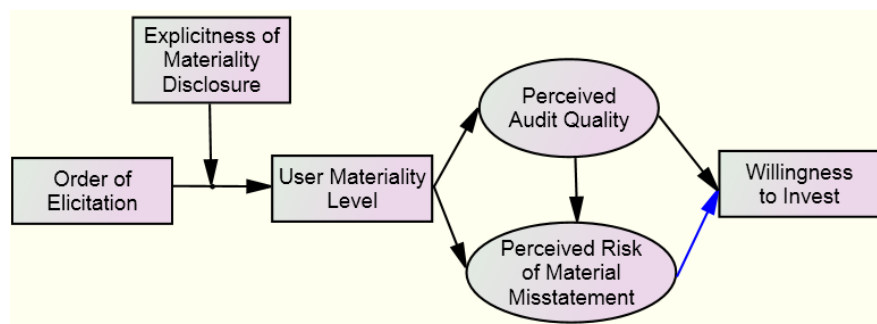 Explicitness of
Materiality
Disclosure
Order of
Elicitation
User Materiality
Level
Perceived
Audit Quality
Perceived Risk
of Material
Misstatement
Willingness
to Invest